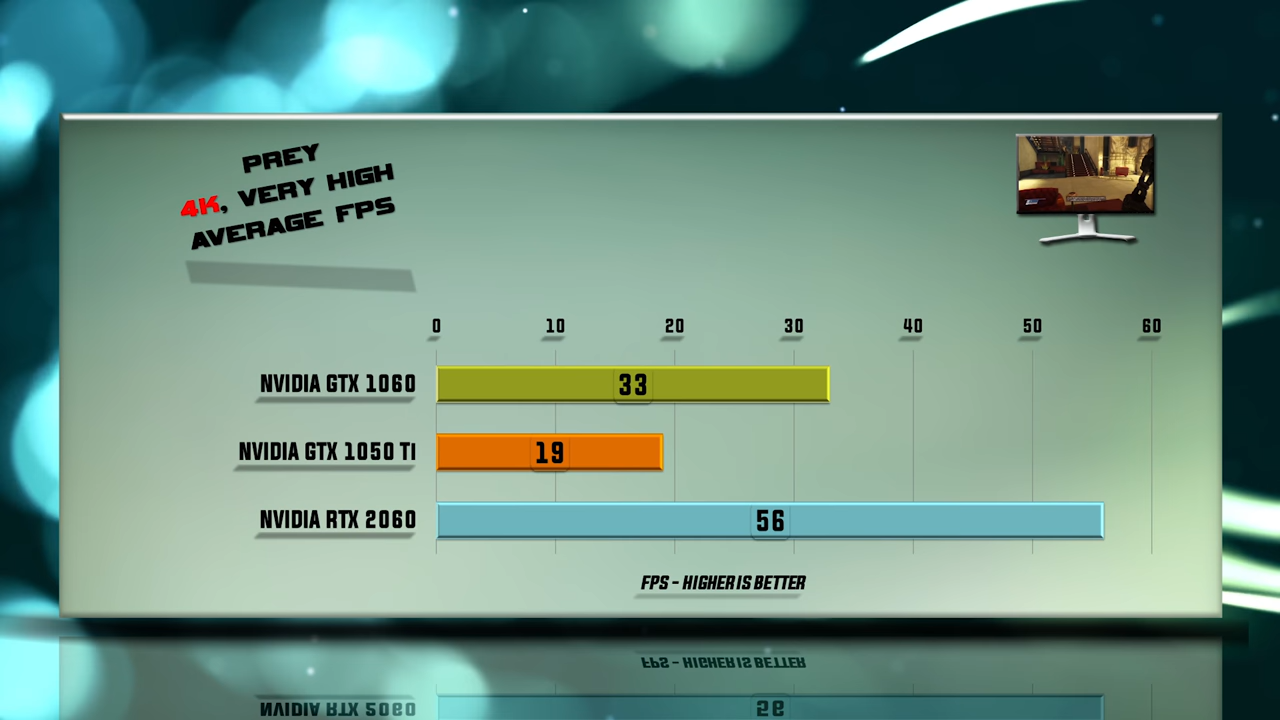 PREY
4K, VERY HIGH
AVERAGE FPS
0 10 20 30 40 50 60
NVIDIA GTX 1060 33
NVIDIA GTX 1050 TI 19
NVIDIA RTX 2060 56
FPS - HIGHER IS BETTER